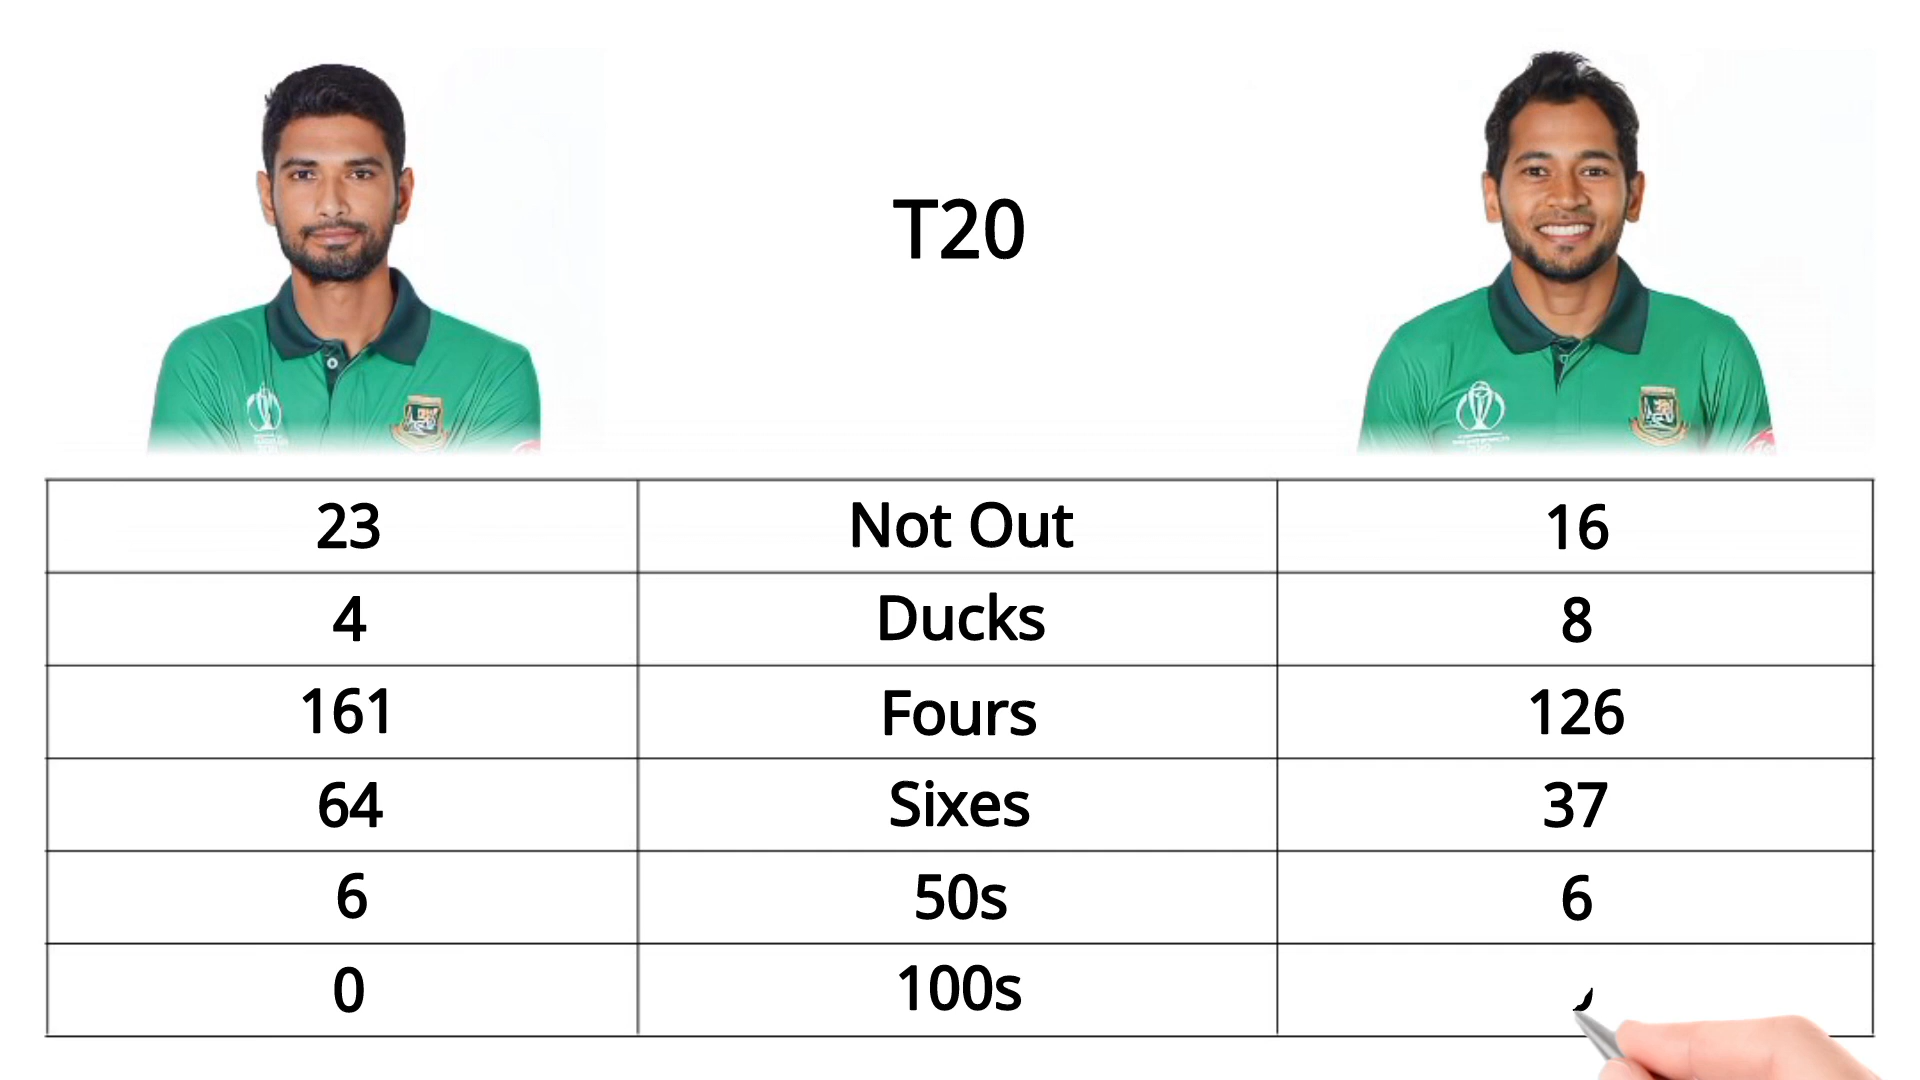 T20
23 Not Out 16
4 Ducks 8
161 Fours 126
64 Sixes 37
6 50s 6
0 100s